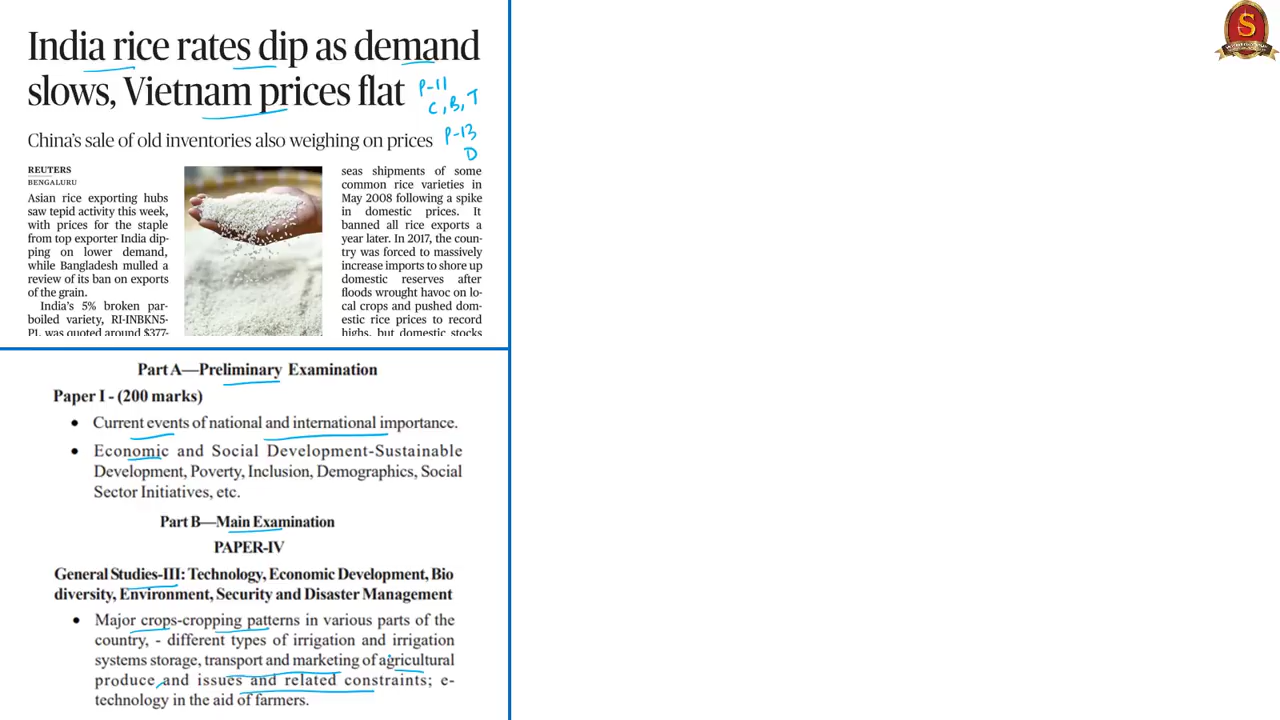 India rice rates dip as demand
slows, Vietnam prices flat
P-11
C, B, T
China's sale of old inventories also weighing on prices
P-13
D
REUTERS
BENGALURU
Asian rice exporting hubs
saw tepid activity this week,
with prices for the staple
from top exporter India dip-
ping on lower demand,
while Bangladesh mulled a
review of its ban on exports
of the grain.
India's 5% broken par-
boiled variety, RI-INBKN5-
P1, was quoted around $377-
seas shipments of some
common rice varieties in
May 2008 following a spike
in domestic prices. It
banned all rice exports a
year later. In 2017, the coun-
try was forced to massively
increase imports to shore up
domestic reserves after
floods wrought havoc on lo-
cal crops and pushed dom-
estic rice prices to record
highs, but domestic stocks
Part A—Preliminary Examination
Paper I - (200 marks)
• Current events of national and international importance.
• Economic and Social Development-Sustainable
Development, Poverty, Inclusion, Demographics, Social
Sector Initiatives, etc.
Part B—Main Examination
PAPER-IV
General Studies-III: Technology, Economic Development, Bio
diversity, Environment, Security and Disaster Management
• Major crops-cropping patterns in various parts of the
country, - different types of irrigation and irrigation
systems storage, transport and marketing of agricultural
produce and issues and related constraints; e-
technology in the aid of farmers.
S